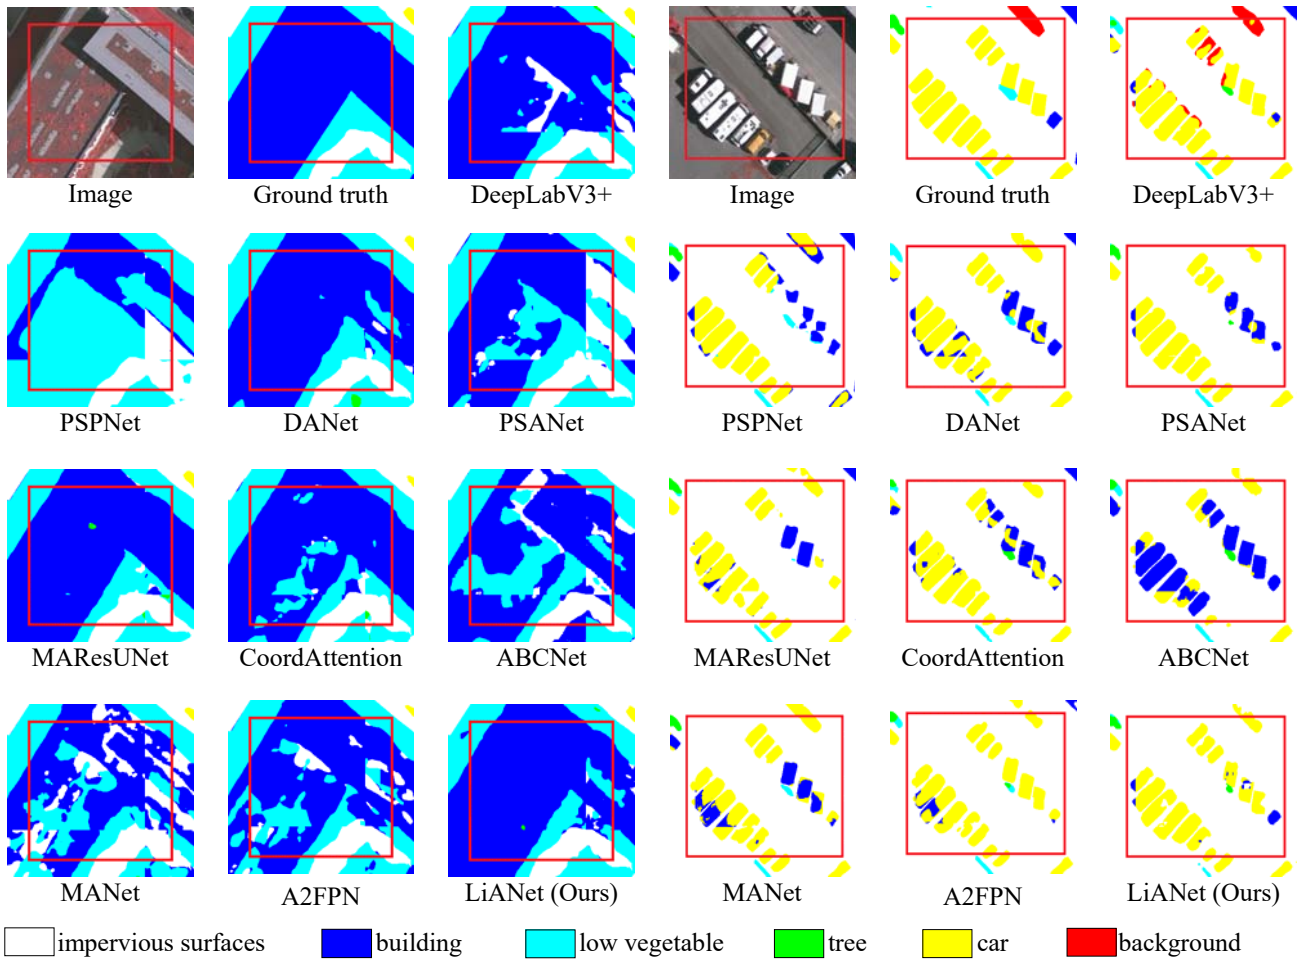 Image Ground truth DeepLabV3+ Image Ground truth DeepLabV3+
PSPNet DANet PSANet PSPNet DANet PSANet
MAResUNet CoordAttention ABCNet MAResUNet CoordAttention ABCNet
MANet A2FPN LiANet (Ours) MANet A2FPN LiANet (Ours)
impervious surfaces building low vegetable tree car background